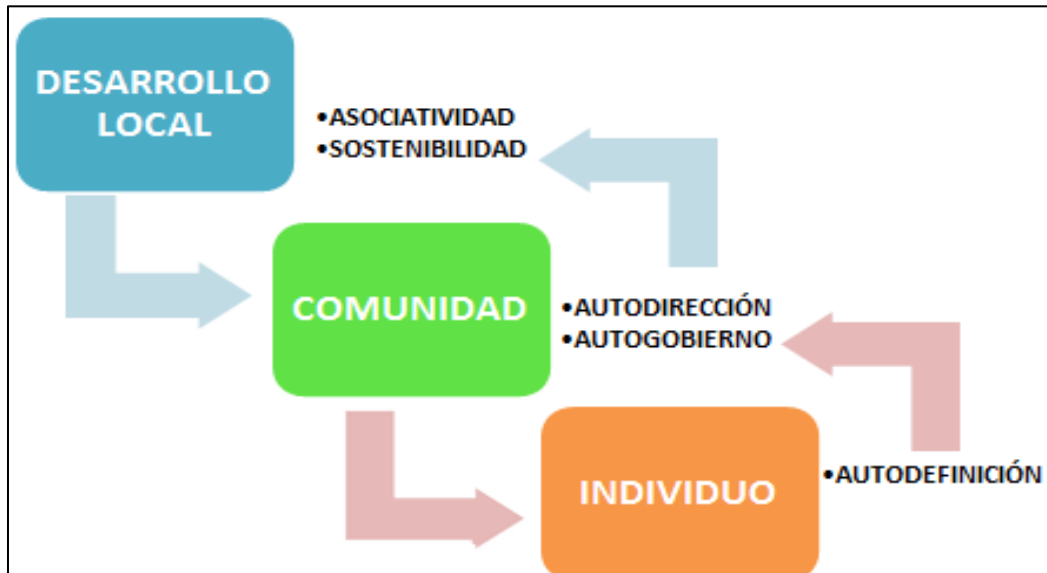 DESARROLLO
LOCAL
•ASOCIATIVIDAD
•SOSTENIBILIDAD
COMUNIDAD
•AUTODIRECCIÓN
•AUTOGOBIERNO
INDIVIDUO
•AUTODEFINICIÓN